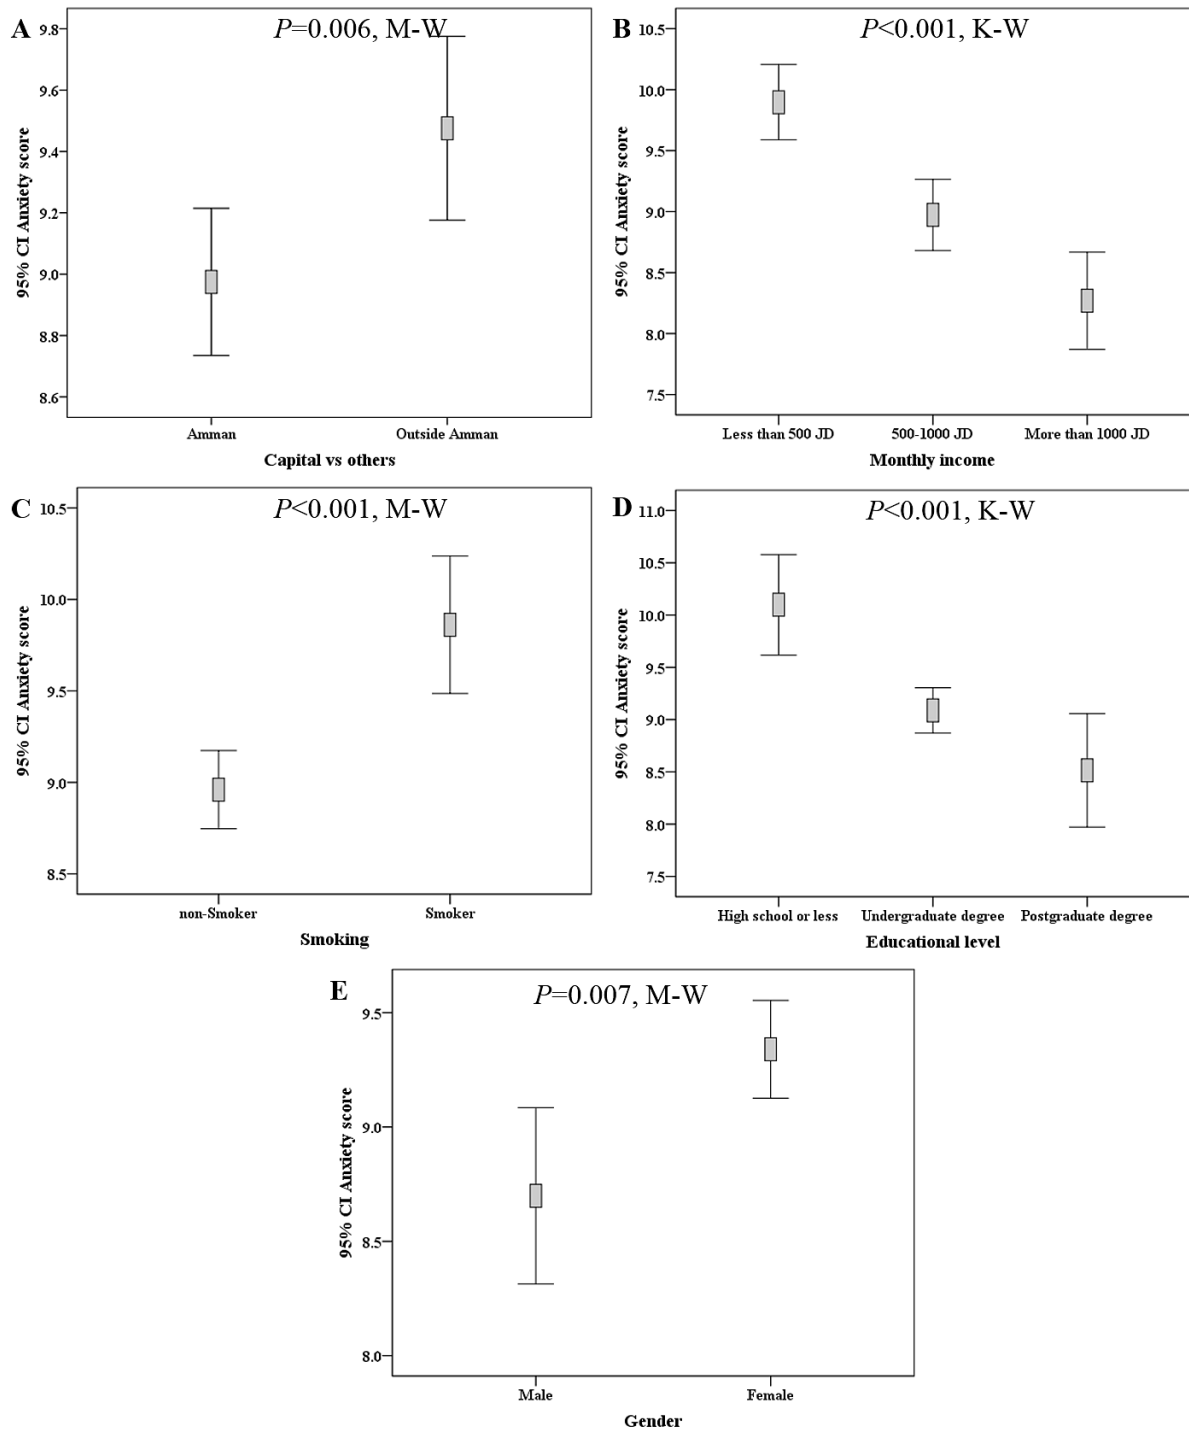 A
P=0.006, M-W
95% CI Anxiety score
9.8
9.6
9.4
9.2
9.0
8.8
8.6
Amman
Outside Amman
Capital vs others
B
P<0.001, K-W
95% CI Anxiety score
10.5
10.0
9.5
9.0
8.5
8.0
7.5
Less than 500 JD
500-1000 JD
More than 1000 JD
Monthly income
C
P<0.001, M-W
95% CI Anxiety score
10.5
10.0
9.5
9.0
8.5
non-Smoker
Smoker
Smoking
D
P<0.001, K-W
95% CI Anxiety score
11.0
10.5
10.0
9.5
9.0
8.5
8.0
7.5
High school or less
Undergraduate degree
Postgraduate degree
Educational level
E
P=0.007, M-W
95% CI Anxiety score
9.5
9.0
8.5
8.0
Male
Female
Gender